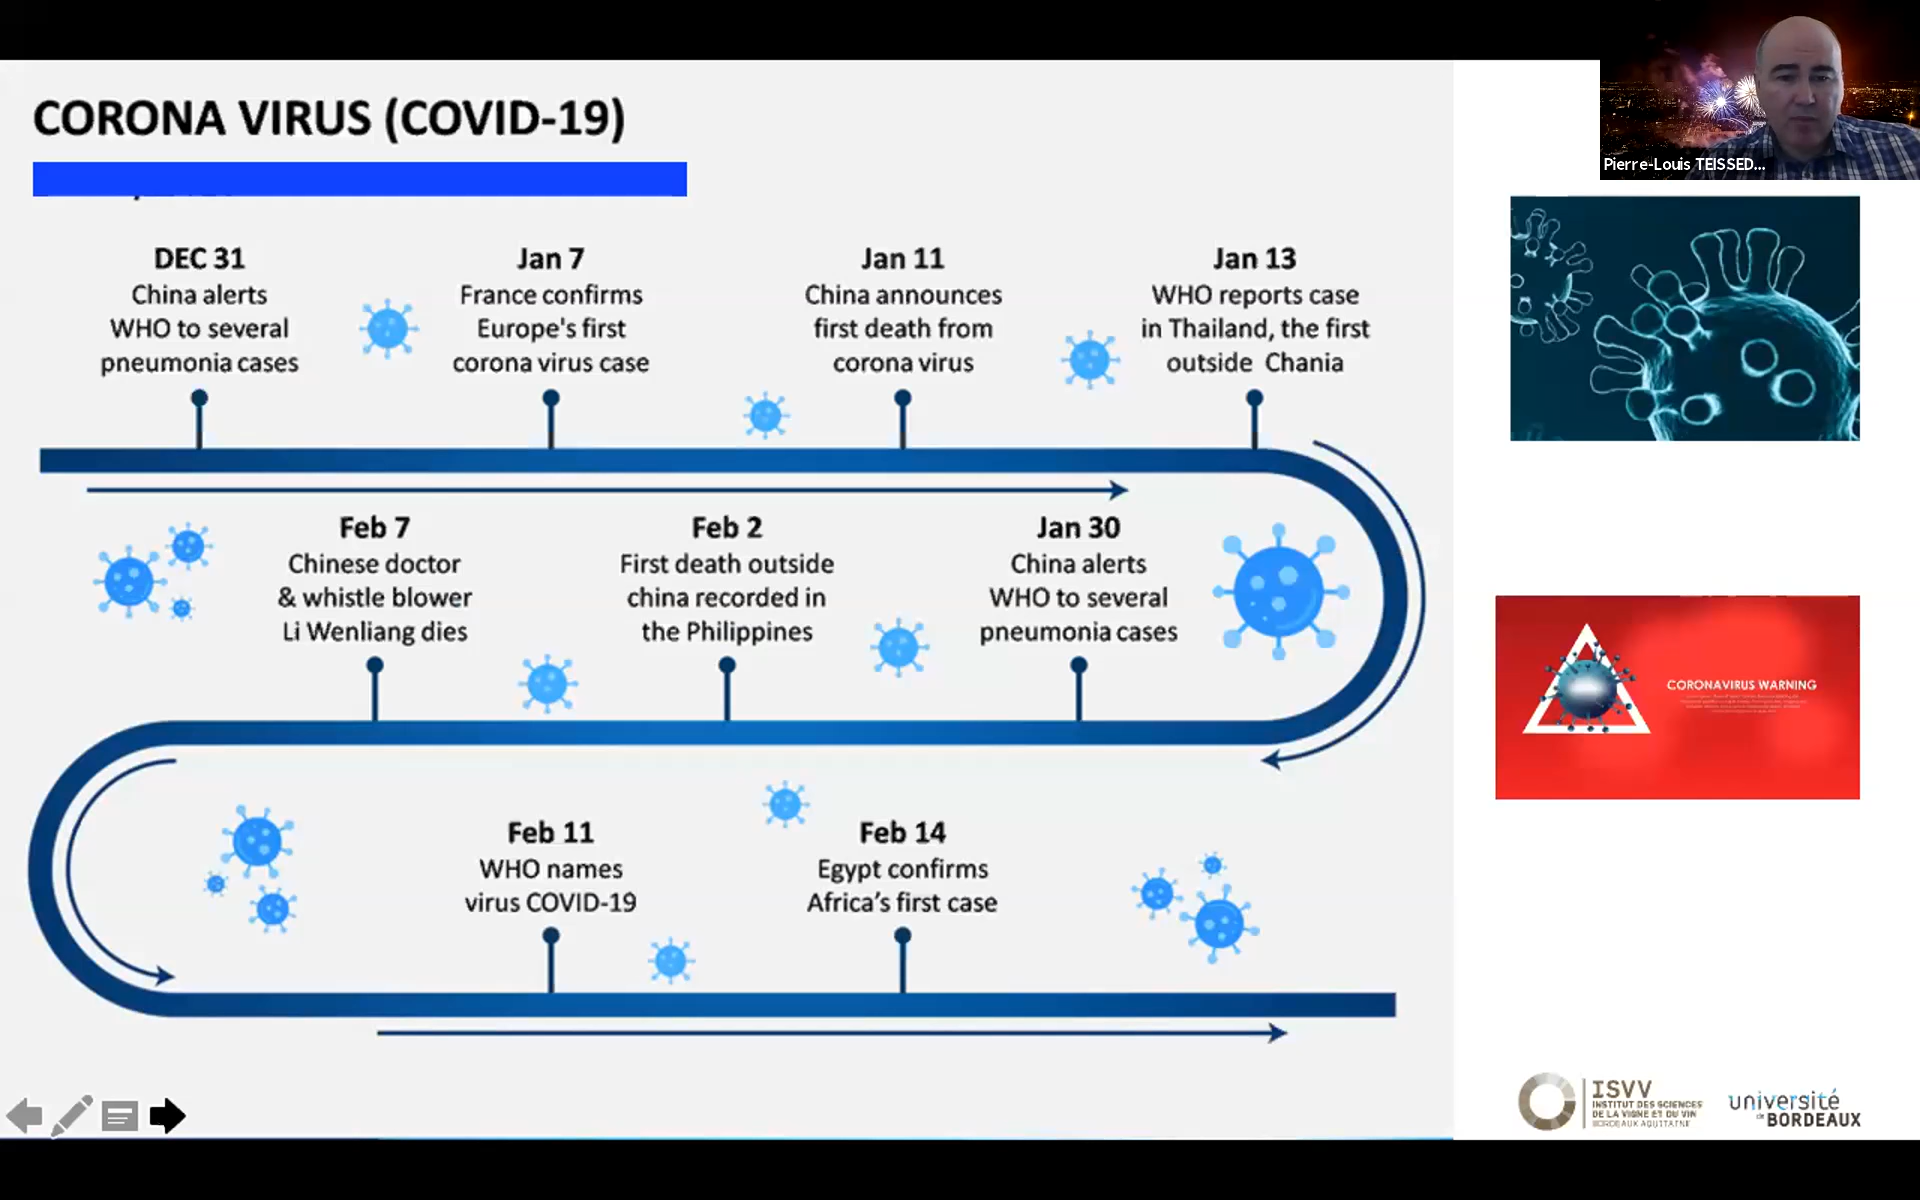 Pierre-Louis TEISSED...
CORONA VIRUS (COVID-19)
DEC 31
China alerts
WHO to several
pneumonia cases
Jan 7
France confirms
Europe's first
corona virus case
Jan 11
China announces
first death from
corona virus
Jan 13
WHO reports case
in Thailand, the first
outside Chania
Feb 7
Chinese doctor
& whistle blower
Li Wenliang dies
Feb 2
First death outside
china recorded in
the Philippines
Jan 30
China alerts
WHO to several
pneumonia cases
Feb 11
WHO names
virus COVID-19
Feb 14
Egypt confirms
Africa's first case
CORONAVIRUS WARNING
ISVV
INSTITUT DES SCIENCES
DE LA VIGNE ET DU VIN
BORDEAUX AQUITAINE
université
de BORDEAUX